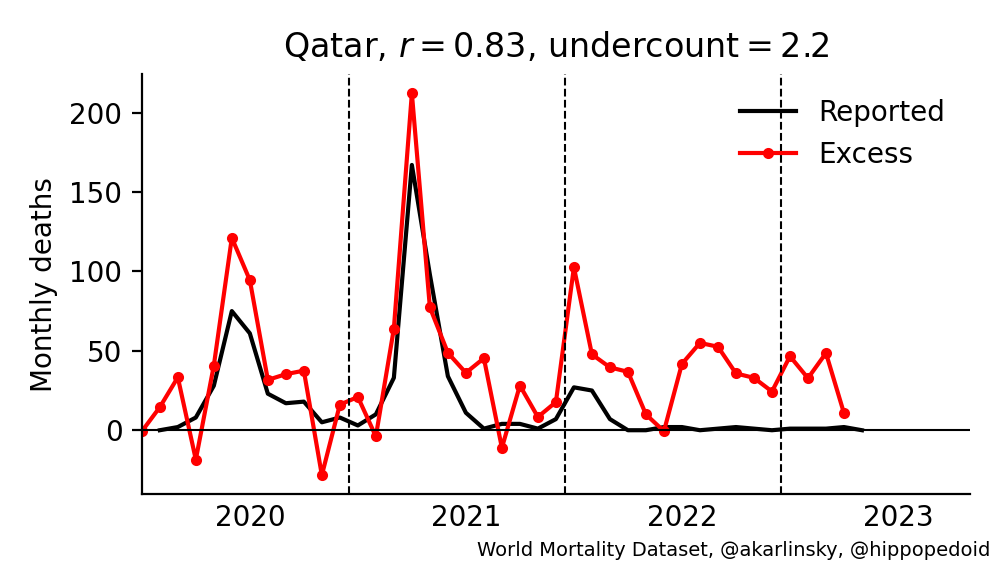 Qatar, r = 0.83, undercount = 2.2
Reported
Excess
Monthly deaths
200
150
100
50
0
2020 2021 2022 2023
World Mortality Dataset, @akarlinsky, @hippopedoid